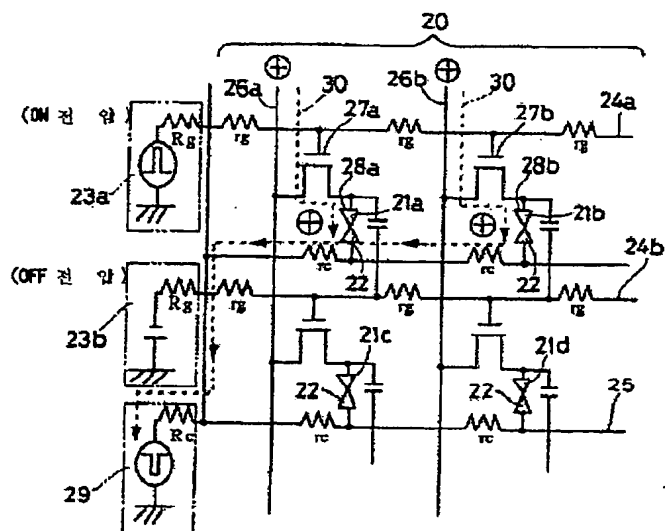 20
26a
30
26b
30
(ON 전 압 )
Rg
rg
27a
rg
27b
rg
24a
23a
28a
21a
28b
21b
22
rc
rc
22
(OFF 전 압 )
Rg
rg
rg
rg
24b
23b
21c
21d
22
22
25
Rc
rc
rc
29